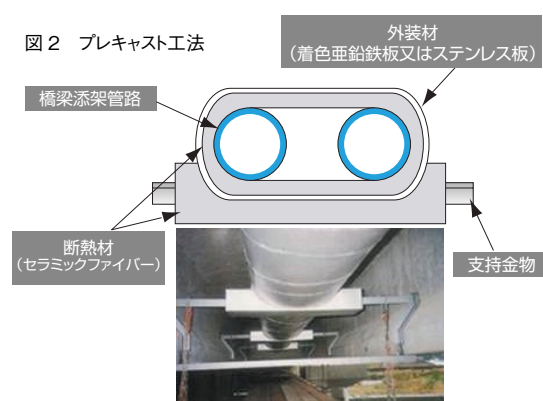 図2 プレキャスト工法
外装材
(着色亜鉛鉄板又はステンレス板)
橋梁添架管路
断熱材
(セラミックファイバー)
支持金物